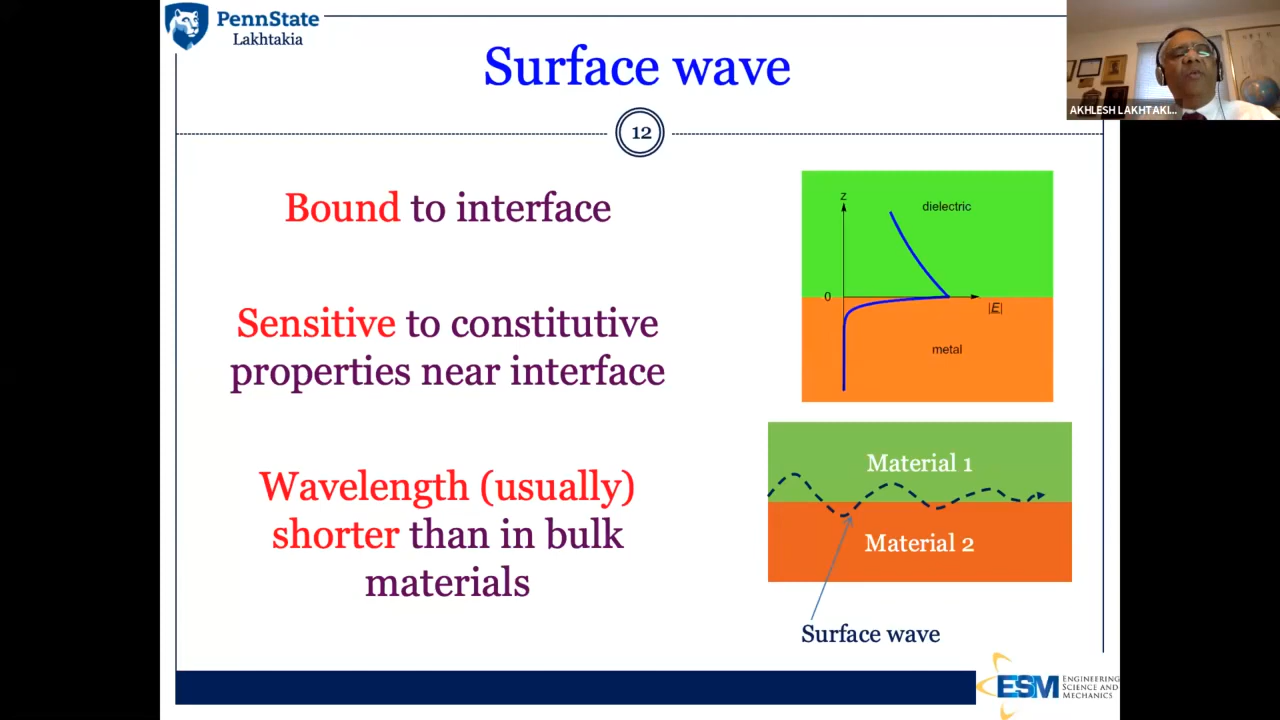 PennState
Lakhtakia
Surface wave
12
Bound to interface
Sensitive to constitutive
properties near interface
Wavelength (usually)
shorter than in bulk
materials
z
dielectric
0
|E|
metal
Material 1
Material 2
Surface wave
ESM ENGINEERING
SCIENCE AND
MECHANICS
AKHLESH LAKHTAKI...